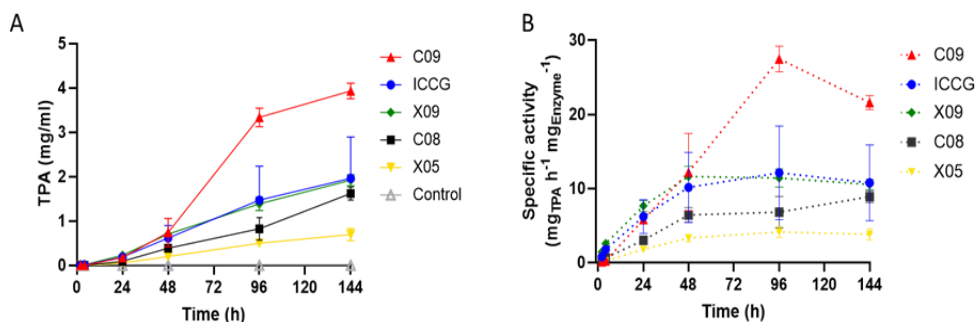 A
TPA (mg/ml)
5
4
3
2
1
0
0 24 48 72 96 120 144
Time (h)
C09
ICCG
X09
C08
X05
Control
B
Specific activity
(mgTPA h⁻¹ mgEnzyme⁻¹)
30
20
10
0
0 24 48 72 96 120 144
Time (h)
C09
ICCG
X09
C08
X05